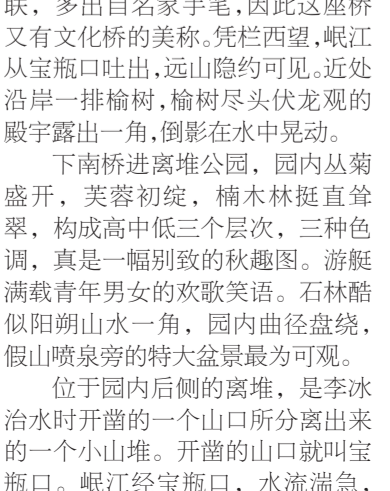 联，多出自名家手笔，因此这座桥
又有文化桥的美称。凭栏西望，岷江
从宝瓶口吐出，远山隐约可见。近处
沿岸一排榆树，榆树尽头伏龙观的
殿宇露出一角，倒影在水中晃动。
下南桥进离堆公园，园内丛菊
盛开，芙蓉初绽，楠木林挺直耸
翠，构成高中低三个层次，三种色
调，真是一幅别致的秋趣图。游艇
满载青年男女的欢歌笑语。石林酷
似阳朔山水一角，园内曲径盘绕，
假山喷泉旁的特大盆景最为可观。
位于园内后侧的离堆，是李冰
治水时开凿的一个山口所分离出来
的一个小山堆。开凿的山口就叫宝
瓶口。岷江经宝瓶口，水流湍急，